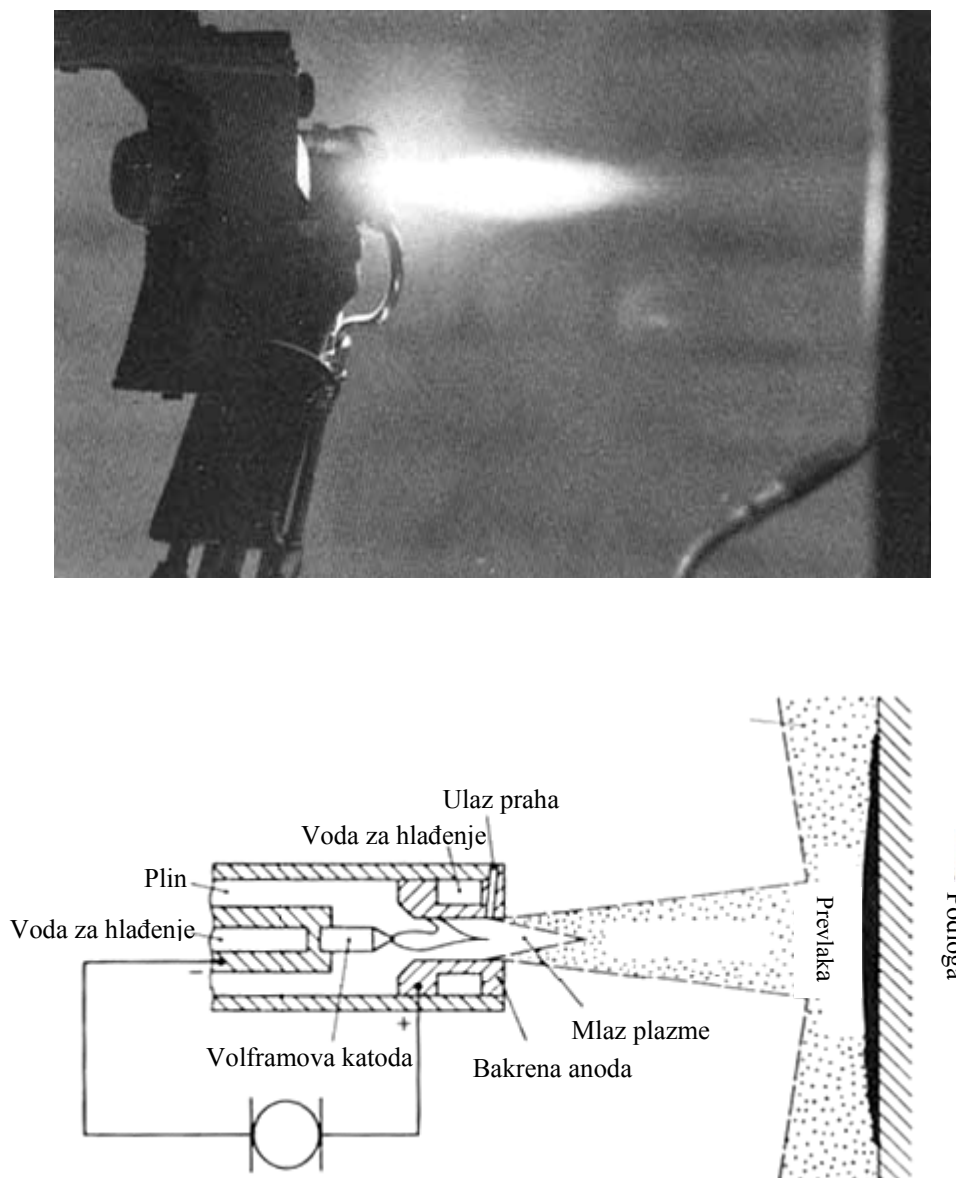 Ulaz praha
Voda za hlađenje
Plin
Voda za hlađenje
−
+
Volframova katoda
Mlaz plazme
Bakrena anoda
Prevlaka
Podloga